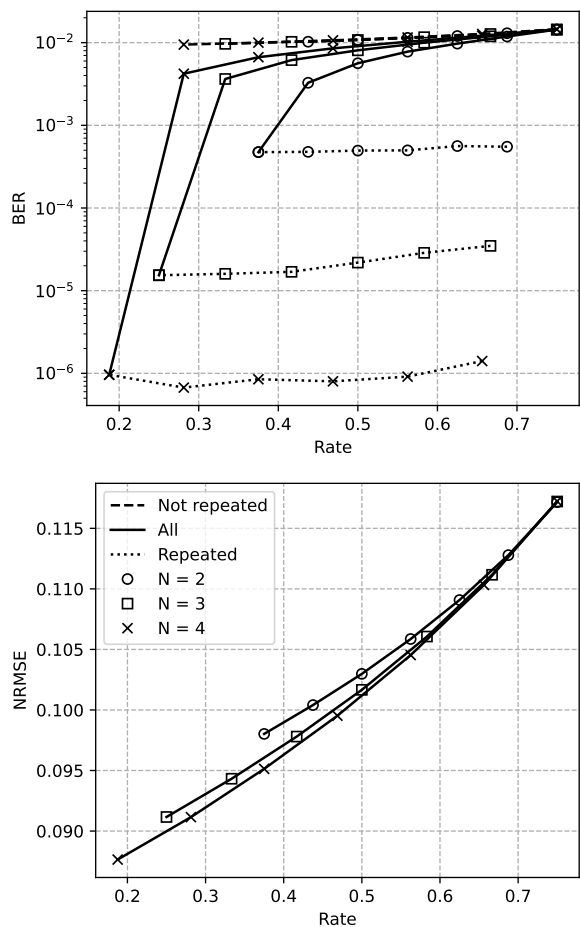 10−2
10−3
10−4
10−5
10−6
BER
0.2 0.3 0.4 0.5 0.6 0.7
Rate
Not repeated
All
Repeated
N = 2
N = 3
N = 4
0.115
0.110
0.105
0.100
0.095
0.090
NRMSE
0.2 0.3 0.4 0.5 0.6 0.7
Rate